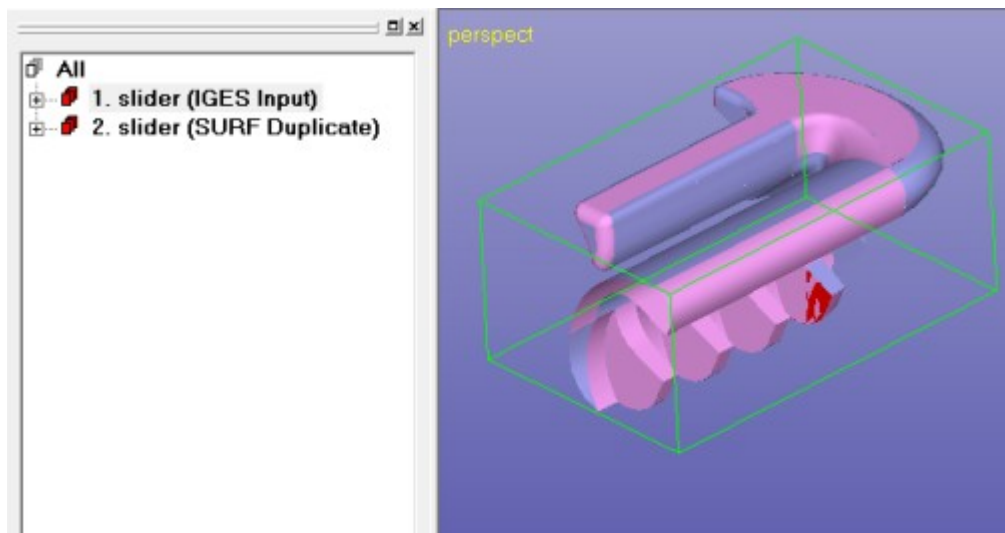 All
1. slider (IGES Input)
2. slider (SURF Duplicate)
perspect